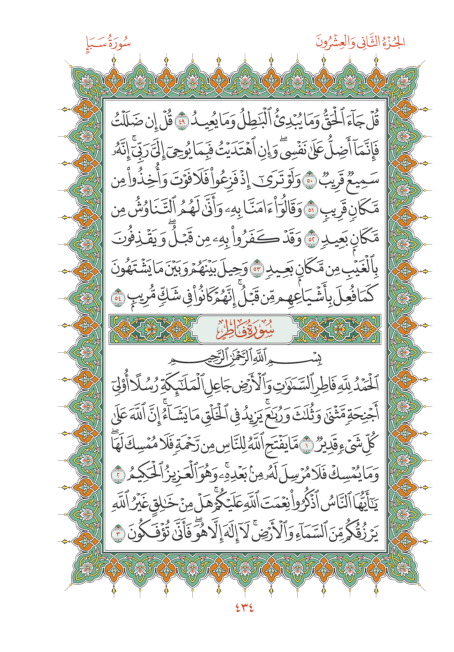 الجُزْءُ الثَّانِي وَالعِشْرُونَ
سُورَةُ سَبَإٍ
قُلۡ جَآءَ ٱلۡحَقُّ وَمَا يُبۡدِئُ ٱلۡبَٰطِلُ وَمَا يُعِيدُ ٤٩ قُلۡ إِن ضَلَلۡتُ
فَإِنَّمَآ أَضِلُّ عَلَىٰ نَفۡسِيۖ وَإِنِ ٱهۡتَدَيۡتُ فَبِمَا يُوحِيٓ إِلَيَّ رَبِّيٓۚ إِنَّهُۥ
سَمِيعٞ قَرِيبٞ ٥٠ وَلَوۡ تَرَىٰٓ إِذۡ فَزِعُواْ فَلَا فَوۡتَ وَأُخِذُواْ مِن
مَّكَانٖ قَرِيبٖ ٥١ وَقَالُوٓاْ ءَامَنَّا بِهِۦ وَأَنَّىٰ لَهُمُ ٱلتَّنَاوُشُ مِن
مَّكَانِۭ بَعِيدٖ ٥٢ وَقَدۡ كَفَرُواْ بِهِۦ مِن قَبۡلُۖ وَيَقۡذِفُونَ
بِٱلۡغَيۡبِ مِن مَّكَانِۭ بَعِيدٖ ٥٣ وَحِيلَ بَيۡنَهُمۡ وَبَيۡنَ مَا يَشۡتَهُونَ
كَمَا فُعِلَ بِأَشۡيَاعِهِم مِّن قَبۡلُۚ إِنَّهُمۡ كَانُواْ فِي شَكّٖ مُّرِيبِۭ ٥٤
سُورَةُ فَاطِرٍ
بِسۡمِ ٱللَّهِ ٱلرَّحۡمَٰنِ ٱلرَّحِيمِ
ٱلۡحَمۡدُ لِلَّهِ فَاطِرِ ٱلسَّمَٰوَٰتِ وَٱلۡأَرۡضِ جَاعِلِ ٱلۡمَلَٰٓئِكَةِ رُسُلًا أُوْلِيٓ
أَجۡنِحَةٖ مَّثۡنَىٰ وَثُلَٰثَ وَرُبَٰعَۚ يَزِيدُ فِي ٱلۡخَلۡقِ مَا يَشَآءُۚ إِنَّ ٱللَّهَ عَلَىٰ
كُلِّ شَيۡءٖ قَدِيرٞ ١ مَّا يَفۡتَحِ ٱللَّهُ لِلنَّاسِ مِن رَّحۡمَةٖ فَلَا مُمۡسِكَ لَهَاۖ
وَمَا يُمۡسِكۡ فَلَا مُرۡسِلَ لَهُۥ مِنۢ بَعۡدِهِۦۚ وَهُوَ ٱلۡعَزِيزُ ٱلۡحَكِيمُ ٢
يَٰٓأَيُّهَا ٱلنَّاسُ ٱذۡكُرُواْ نِعۡمَتَ ٱللَّهِ عَلَيۡكُمۡۚ هَلۡ مِنۡ خَٰلِقٍ غَيۡرُ ٱللَّهِ
يَرۡزُقُكُم مِّنَ ٱلسَّمَآءِ وَٱلۡأَرۡضِۚ لَآ إِلَٰهَ إِلَّا هُوَۖ فَأَنَّىٰ تُؤۡفَكُونَ ٣
٤٣٤